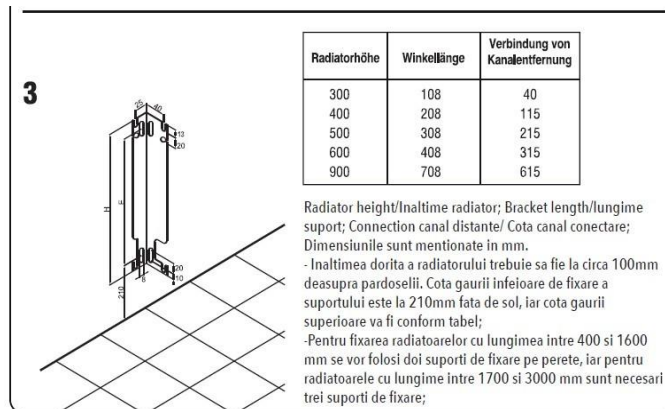 3
25
40
13
20
H
F
20
10
8
210
Radiatorhöhe Winkellänge Verbindung von Kanalentfernung
300 108 40
400 208 115
500 308 215
600 408 315
900 708 615
Radiator height/Inaltime radiator; Bracket length/lungime
suport; Connection canal distante/ Cota canal conectare;
Dimensiunile sunt mentionate in mm.
- Inaltimea dorita a radiatorului trebuie sa fie la circa 100mm
deasupra pardoselii. Cota gaurii infeioare de fixare a
suportului este la 210mm fata de sol, iar cota gaurii
superioare va fi conform tabel;
-Pentru fixarea radiatoarelor cu lungimea intre 400 si 1600
mm se vor folosi doi suporti de fixare pe perete, iar pentru
radiatoarele cu lungime intre 1700 si 3000 mm sunt necesari
trei suporti de fixare;